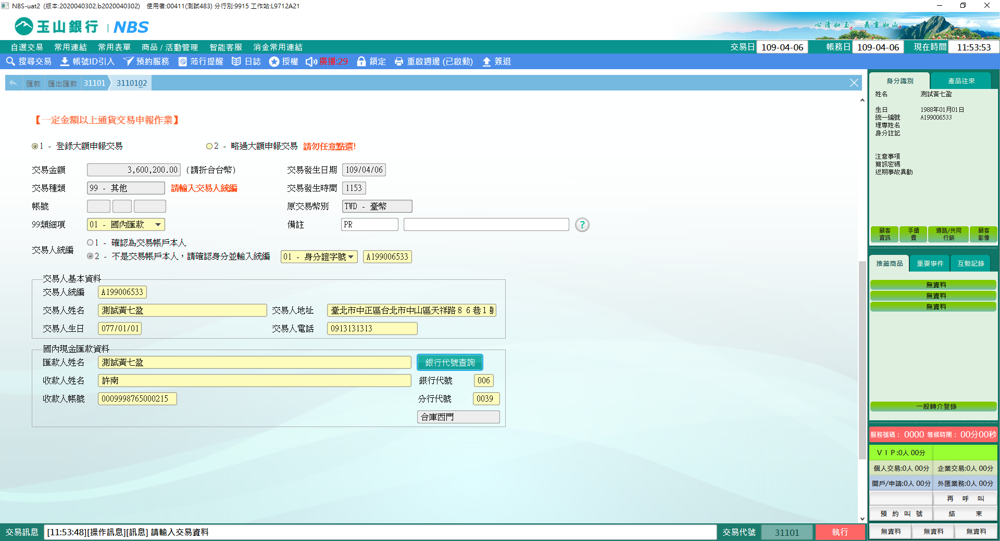 NBS-uat2 (版本:2020040302.b2020040302) 使用者:00411(測試483) 分行別:9915 工作站:L9712A21
玉山銀行 | NBS
心清如玉 義重如山
自選交易 常用連結 常用表單 商品 / 活動管理 智能客服 消金常用連結 交易日 109-04-06 帳務日 109-04-06 現在時間 11:53:53
搜尋交易 帳號ID引入 預約服務 蒞行提醒 日誌 授權 廣播:29 鎖定 重啟週邊 (已啟動) 簽退
匯款 匯出匯款 31101 3110102
【一定金額以上通貨交易申報作業】
1 - 登錄大額申報交易 2 - 略過大額申報交易 請勿任意點選!
交易金額 3,600,200.00 (請折合台幣) 交易發生日期 109/04/06
交易種類 99 - 其他 請輸入交易人統編 交易發生時間 1153
帳號 原交易幣別 TWD - 臺幣
99類細項 01 - 國內匯款 備註 PR ?
交易人統編
1 - 確認為交易帳戶本人
2 - 不是交易帳戶本人，請確認身分並輸入統編 01 - 身分證字號 A199006533
交易人基本資料
交易人統編 A199006533
交易人姓名 測試黃七盈 交易人地址 臺北市中正區台北市中山區天祥路８６巷１
交易人生日 077/01/01 交易人電話 0913131313
國內現金匯款資料
匯款人姓名 測試黃七盈 銀行代號查詢
收款人姓名 許南 銀行代號 006
收款人帳號 0009998765000215 分行代號 0039
合庫西門
身分識別 產品往來
姓名 測試黃七盈
生日 1988年01月01日
統一編號 A199006533
理專姓名
身分註記
注意事項
簡訊密碼
近期事故異動
顧客資訊 手續費 通路/共同行銷 顧客影像
推薦商品 重要事件 互動記錄
無資料
無資料
無資料
一般轉介登錄
服務號碼： 0000 等候時間： 00分00秒
ＶＩＰ:0人 00分
個人交易:0人 00分 企業交易:0人 00分
開戶/申請:0人 00分 外匯業務:0人 00分
再 呼 叫
預 約 叫 號 結 束
交易訊息 [11:53:48][操作訊息][訊息] 請輸入交易資料 交易代號 31101 執行 無資料 無資料 無資料